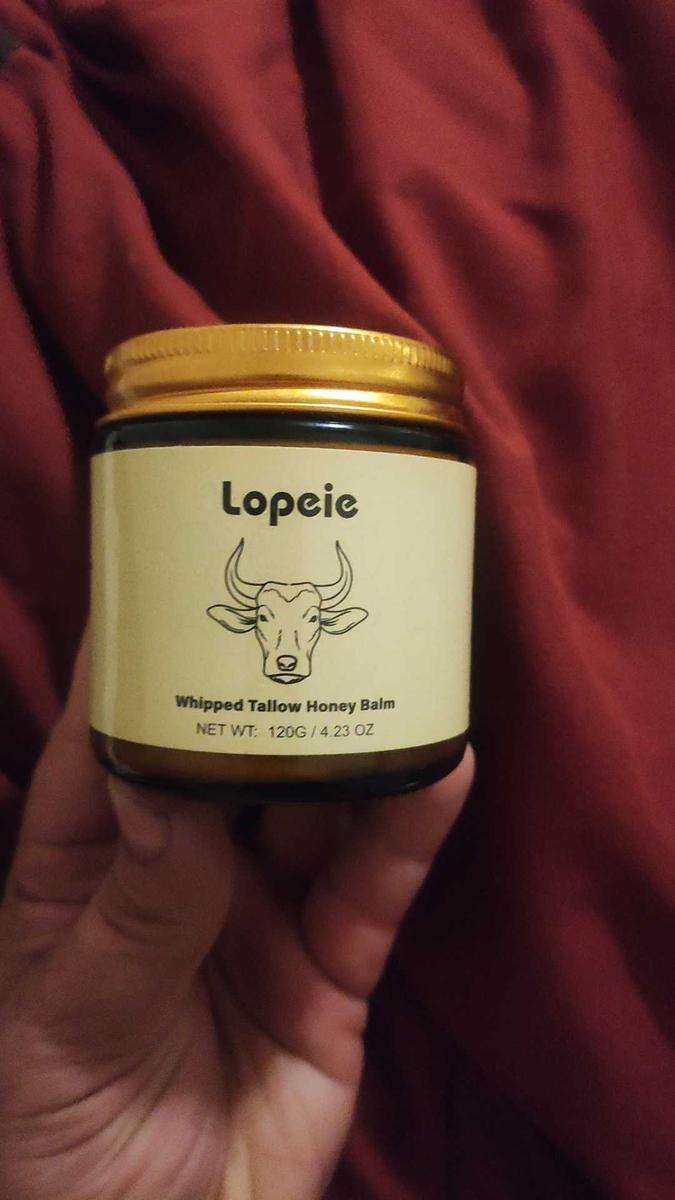 Lopeie
Whipped Tallow Honey Balm
NET WT: 120G / 4.23 OZ